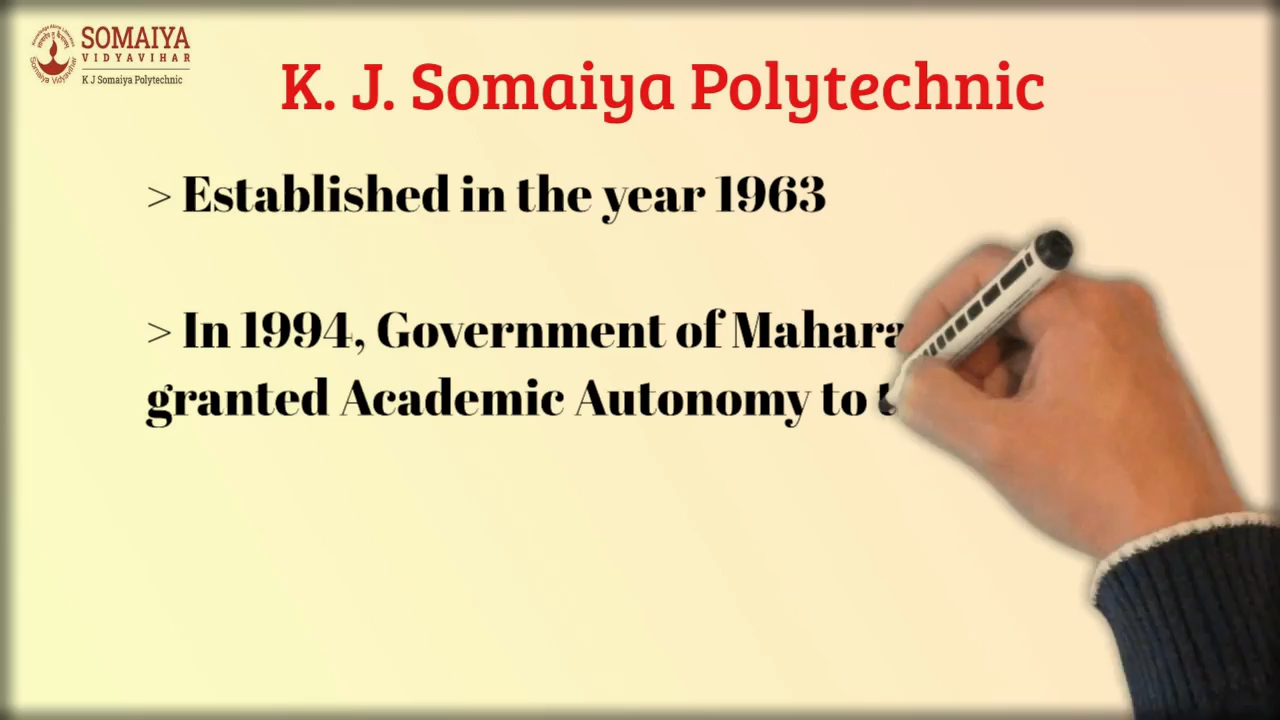 SOMAIYA
VIDYAVIHAR
K J Somaiya Polytechnic
K. J. Somaiya Polytechnic
> Established in the year 1963
> In 1994, Government of Mahara
granted Academic Autonomy to t